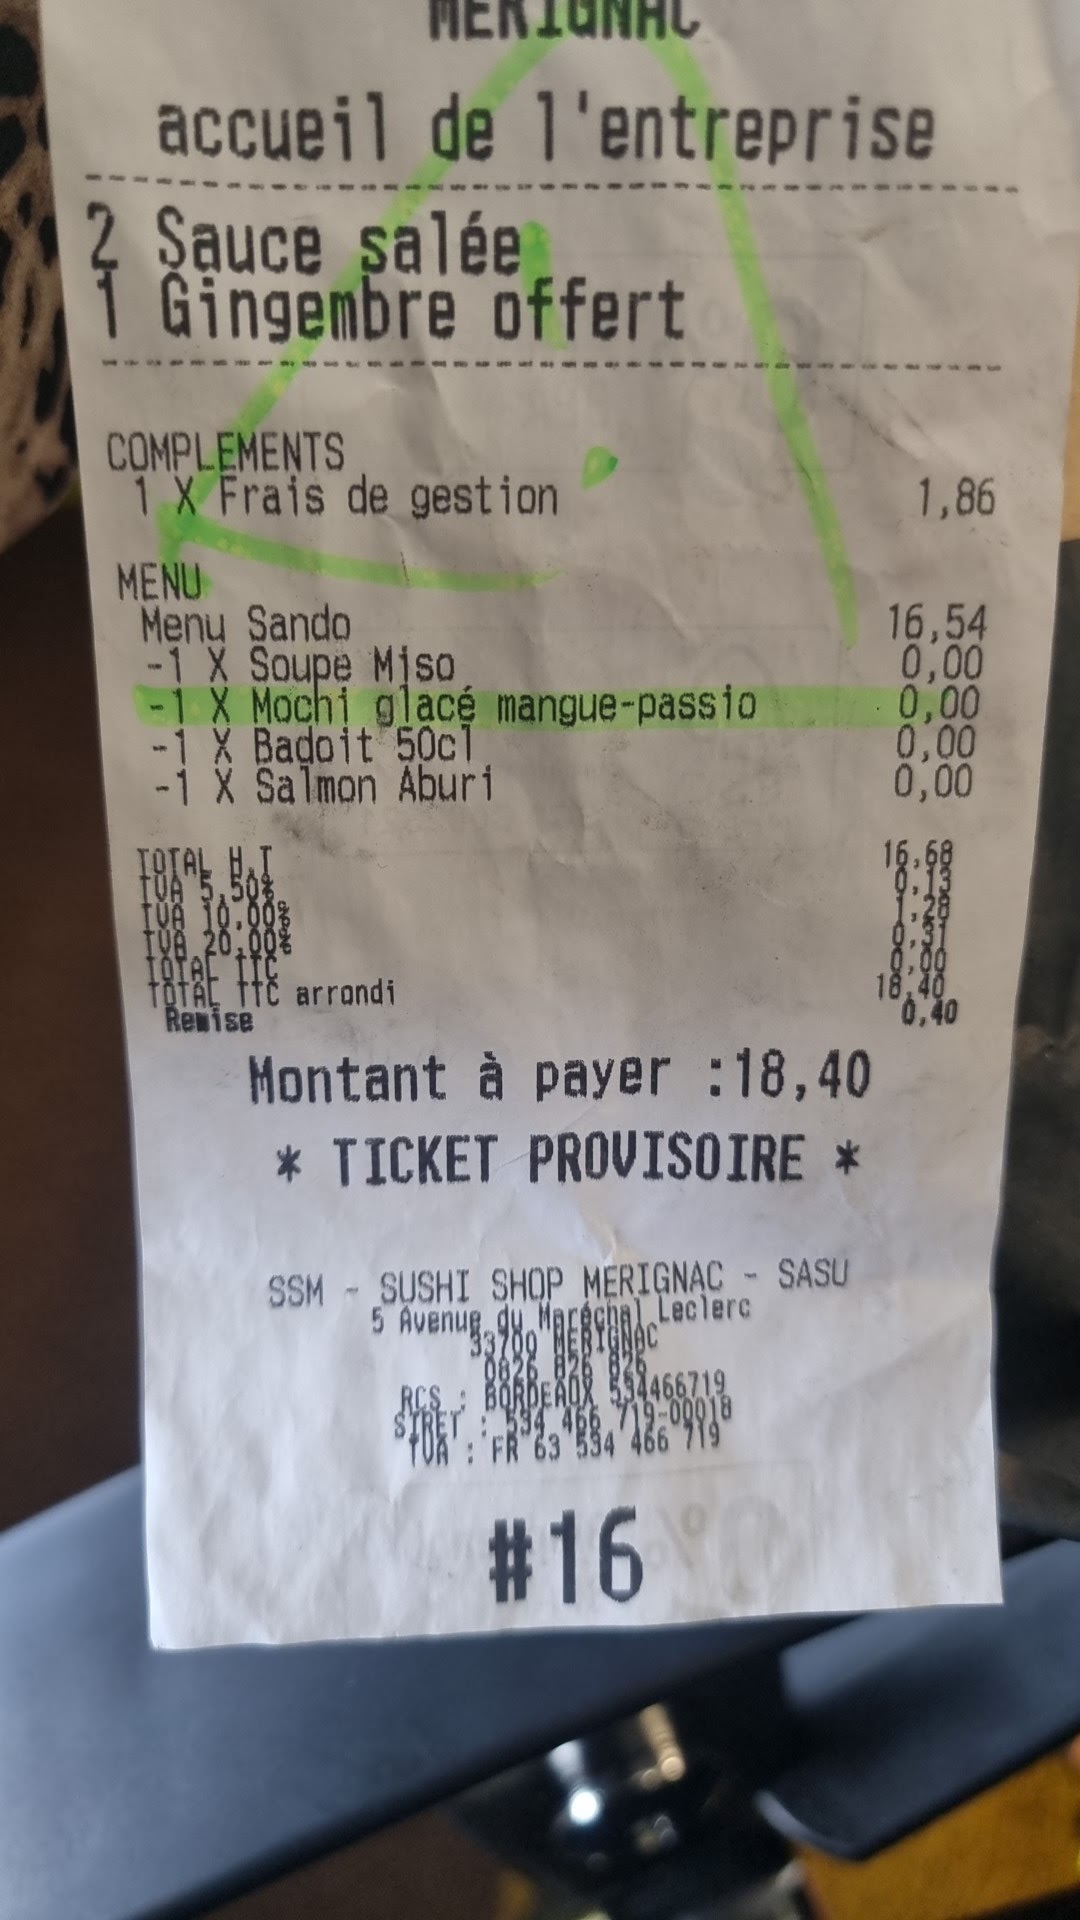 MERIGNAC
accueil de l'entreprise
2 Sauce salée
1 Gingembre offert
COMPLEMENTS
1 X Frais de gestion 1,86
MENU
Menu Sando 16,54
-1 X Soupe Miso 0,00
-1 X Mochi glacé mangue-passio 0,00
-1 X Badoit 50cl 0,00
-1 X Salmon Aburi 0,00
TOTAL H.T 16,68
TVA 5,50% 0,13
TVA 10,00% 1,28
TVA 20,00% 0,31
TOTAL TTC 0,00
TOTAL TTC arrondi 18,40
Remise 0,40
Montant à payer :18,40
* TICKET PROVISOIRE *
SSM - SUSHI SHOP MERIGNAC - SASU
5 Avenue du Maréchal Leclerc
33700 MERIGNAC
0826 826 826
RCS : BORDEAUX 534466719
SIRET : 534 466 719-00018
TVA : FR 63 534 466 719
#16